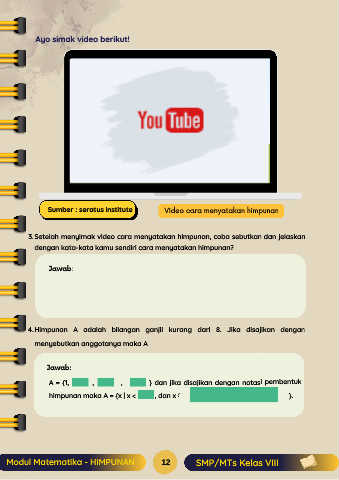 Ayo simak video berikut!
YouTube
Sumber : seratus institute
Video cara menyatakan himpunan
3. Setelah menyimak video cara menyatakan himpunan, coba sebutkan dan jelaskan
dengan kata-kata kamu sendiri cara menyatakan himpunan?
Jawab:
4. Himpunan A adalah bilangan ganjil kurang dari 8. Jika disajikan dengan
menyebutkan anggotanya maka A
Jawab:
A = {1, , , } dan jika disajikan dengan notasi pembentuk
himpunan maka A = {x | x < , dan x }.
Modul Matematika - HIMPUNAN
12
SMP/MTs Kelas VIII